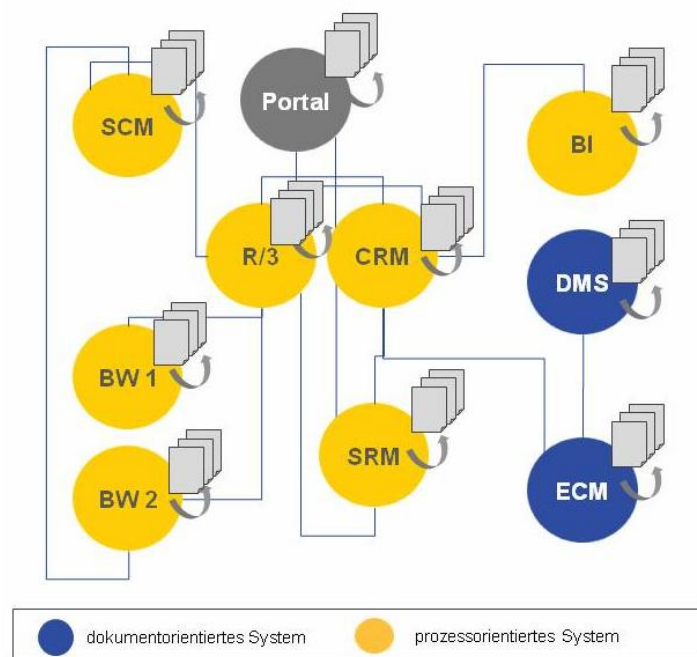 SCM
Portal
BI
R/3
CRM
DMS
BW 1
SRM
BW 2
ECM
dokumentorientiertes System
prozessorientiertes System